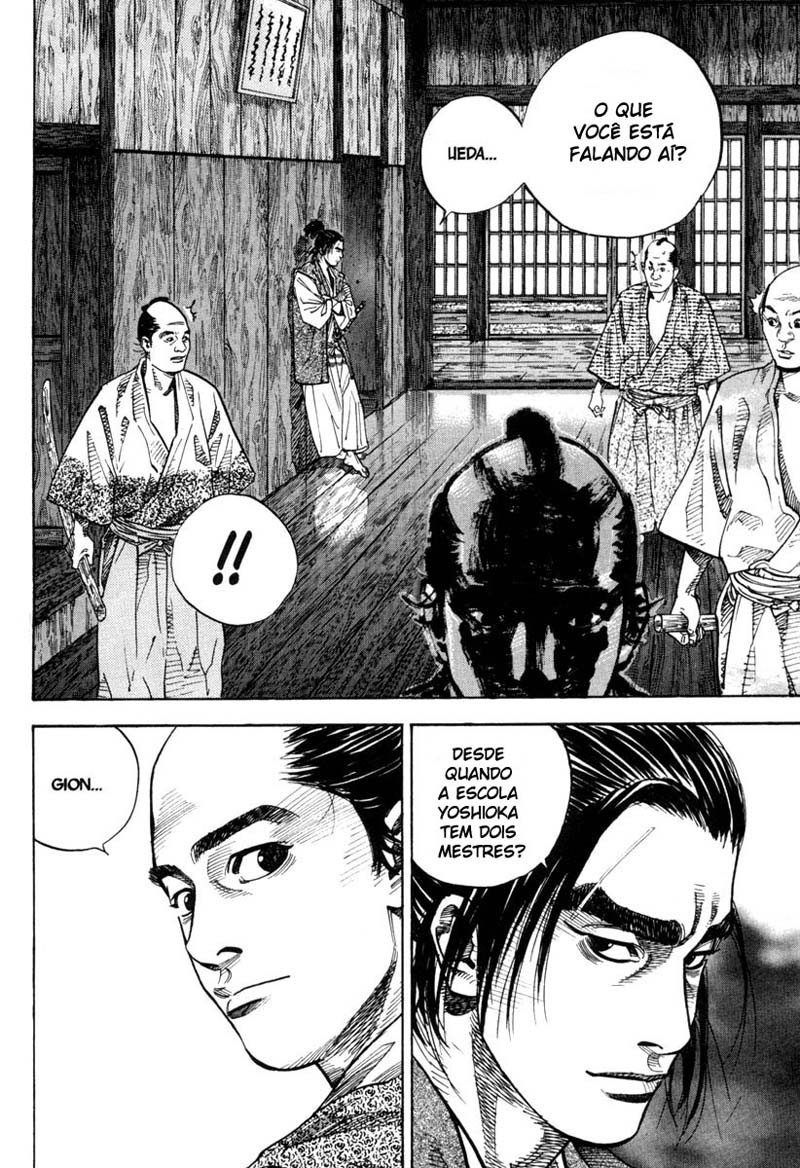 O QUE
VOCÊ ESTÁ
FALANDO AÍ?
UEDA...
!!
DESDE
QUANDO
A ESCOLA
YOSHIOKA
TEM DOIS
MESTRES?
GION...